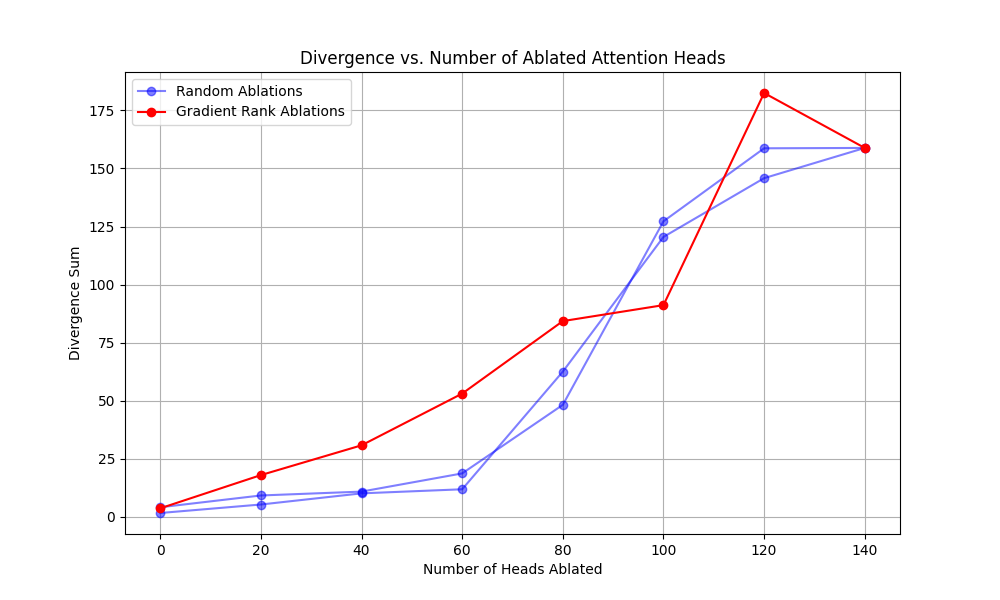 Divergence vs. Number of Ablated Attention Heads
Random Ablations
Gradient Rank Ablations
175
150
125
100
75
50
25
0
Divergence Sum
0 20 40 60 80 100 120 140
Number of Heads Ablated